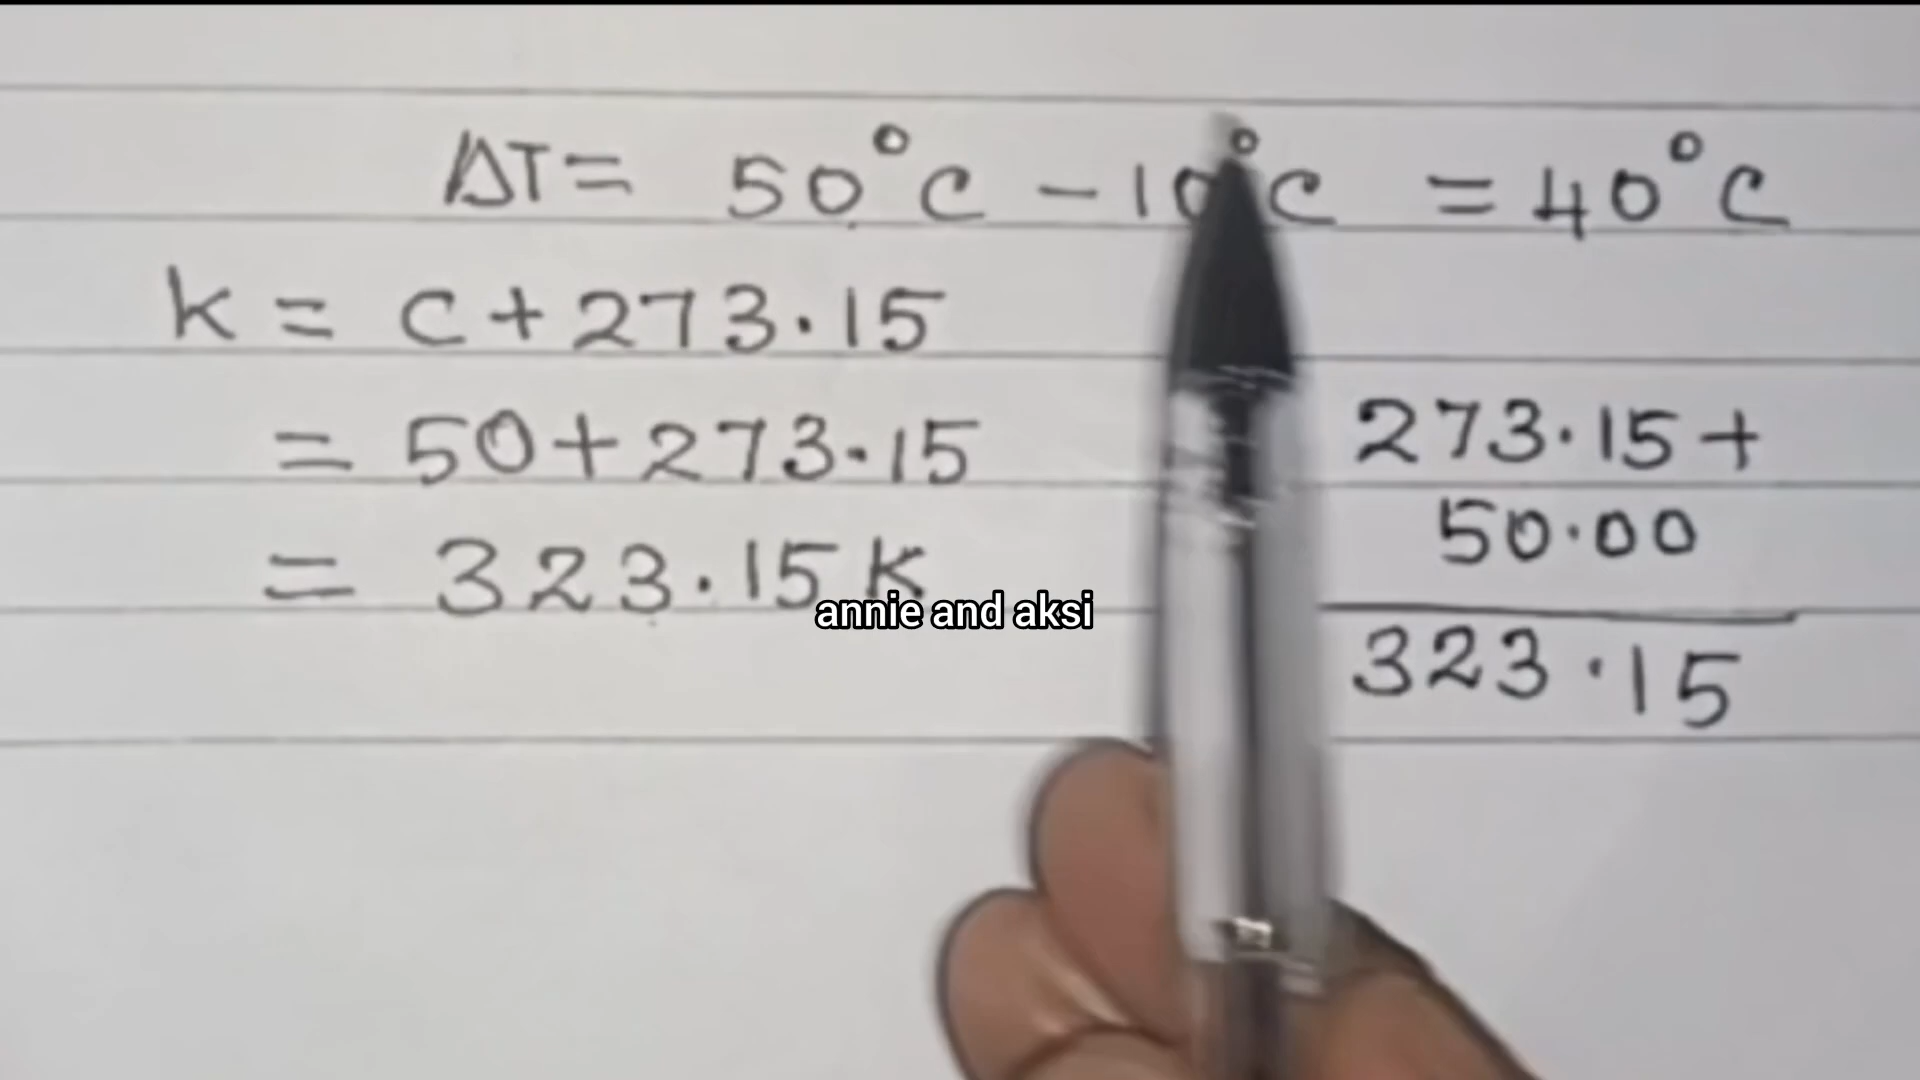 ΔT = 50°C - 10°C = 40°C
K = C + 273.15
= 50 + 273.15
= 323.15 K
273.15 +
50.00
323.15
annie and aksi